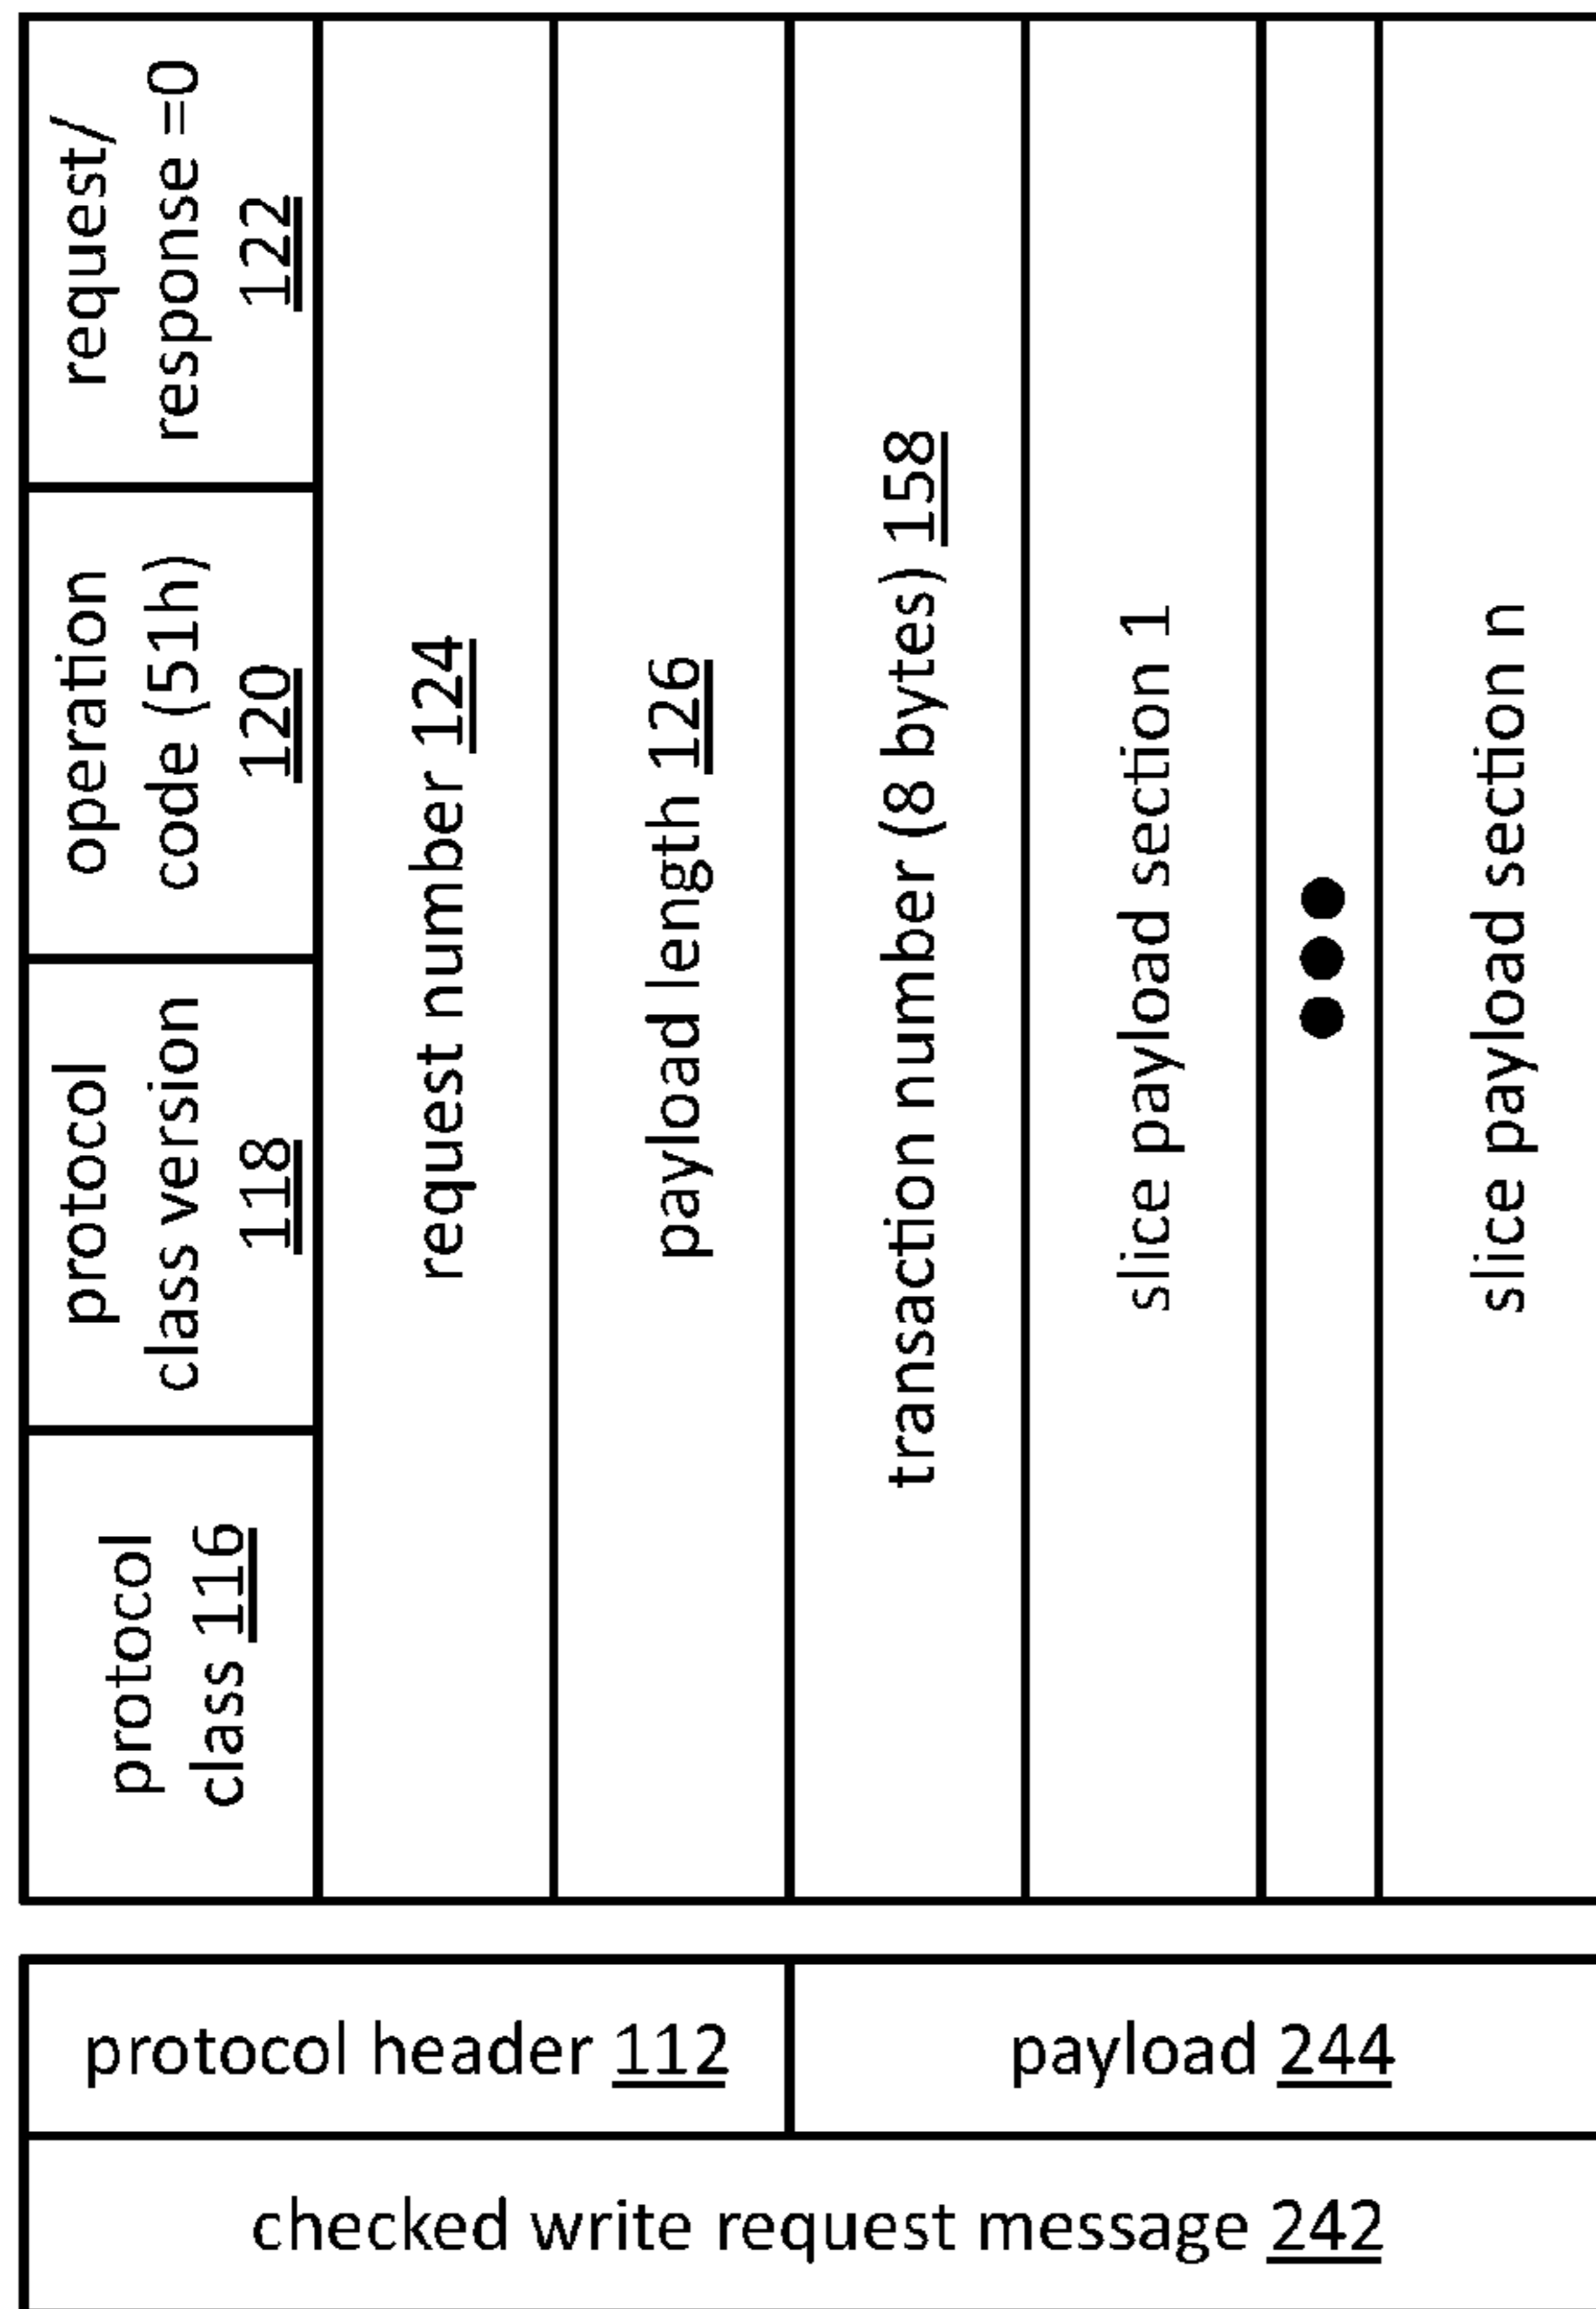 protocol
class 116
protocol
class version
118
operation
code (51h)
120
request/
response =0
122
request number 124
payload length 126
transaction number (8 bytes) 158
slice payload section 1
slice payload section n
protocol header 112
payload 244
checked write request message 242